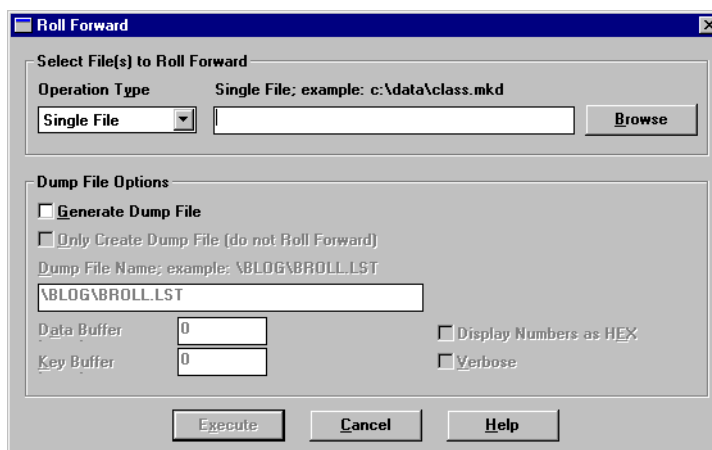 Roll Forward
Select File(s) to Roll Forward
Operation Type
Single File; example: c:\data\class.mkd
Single File
Browse
Dump File Options
Generate Dump File
Only Create Dump File (do not Roll Forward)
Dump File Name; example: \BLOG\BROLL.LST
\BLOG\BROLL.LST
Data Buffer
0
Display Numbers as HEX
Key Buffer
0
Verbose
Execute
Cancel
Help